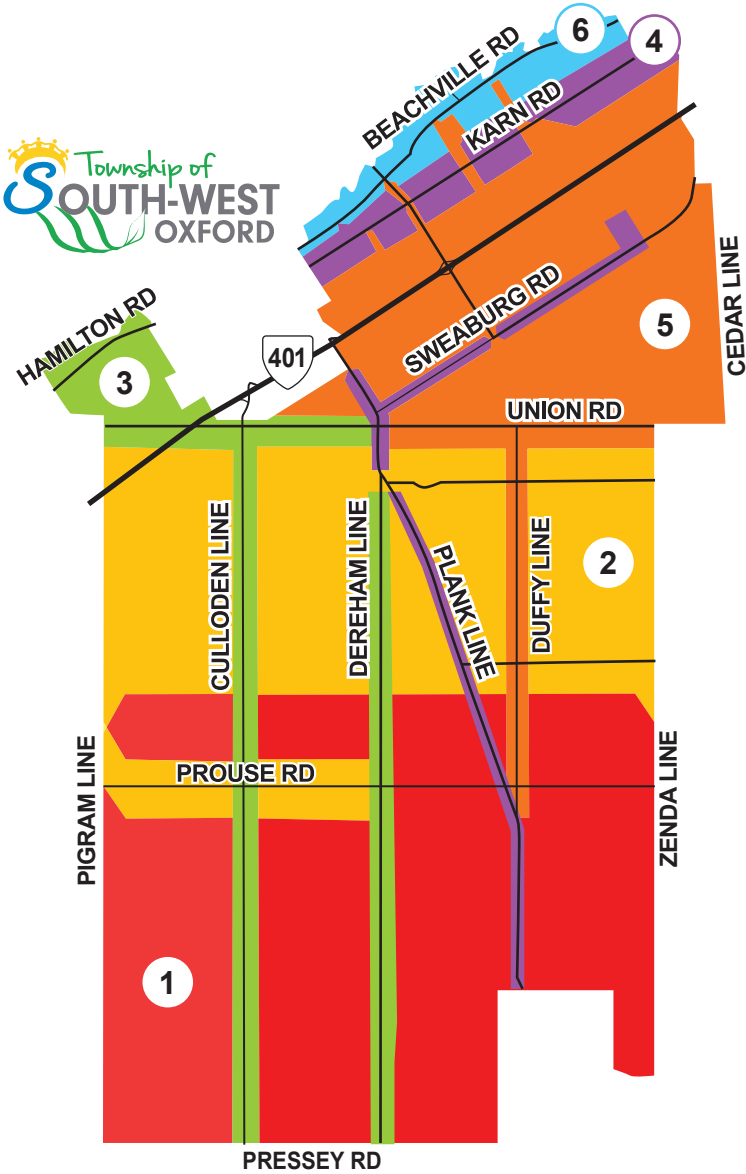 6
4
BEACHVILLE RD
KARN RD
Township of
SOUTH-WEST
OXFORD
HAMILTON RD
3
401
SWEABURG RD
5
CEDAR LINE
UNION RD
CULLODEN LINE
DEREHAM LINE
PLANK LINE
DUFFY LINE
2
PIGRAM LINE
PROUSE RD
ZENDA LINE
1
PRESSEY RD